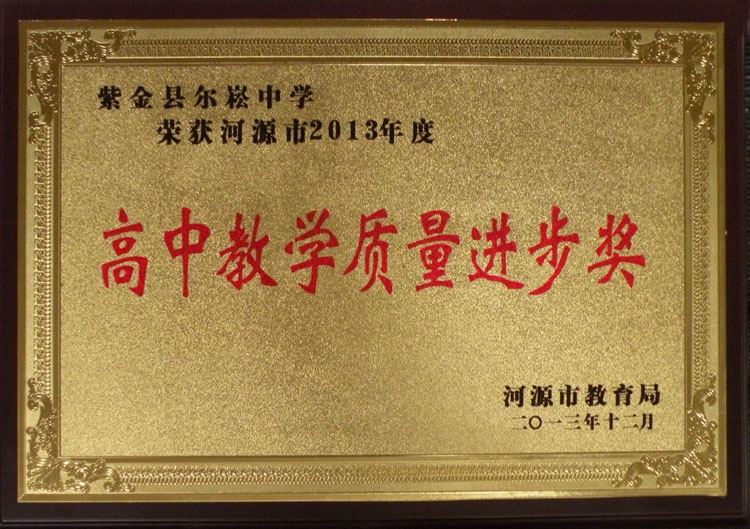 紫金县尔崧中学
荣获河源市2013年度
高中教学质量进步奖
河源市教育局
二〇一三年十二月